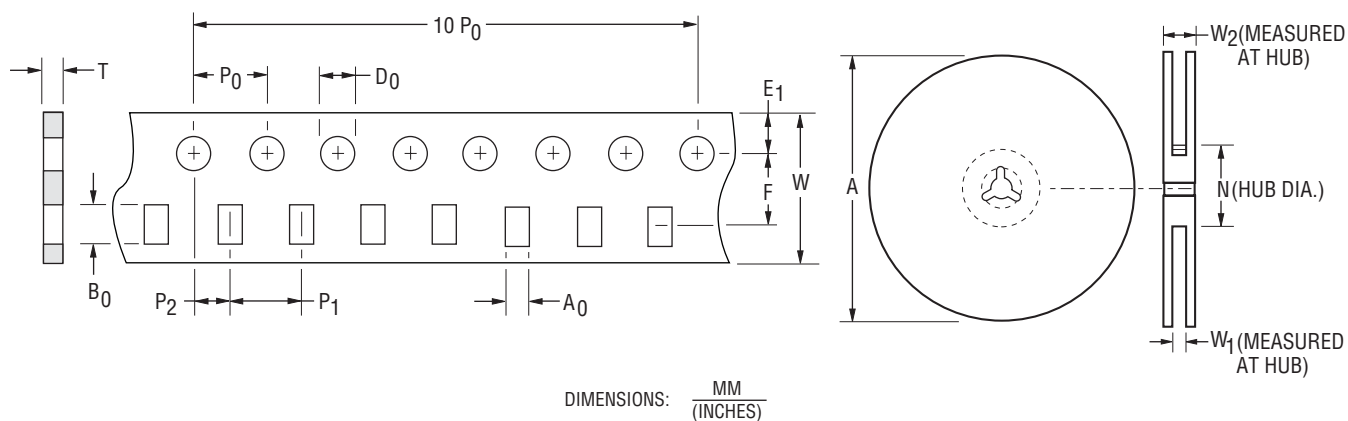 10 P₀
T
P₀
D₀
E₁
W
F
B₀
P₂
P₁
A₀
A
W₂(MEASURED
AT HUB)
N(HUB DIA.)
W₁(MEASURED
AT HUB)
DIMENSIONS: MM
(INCHES)